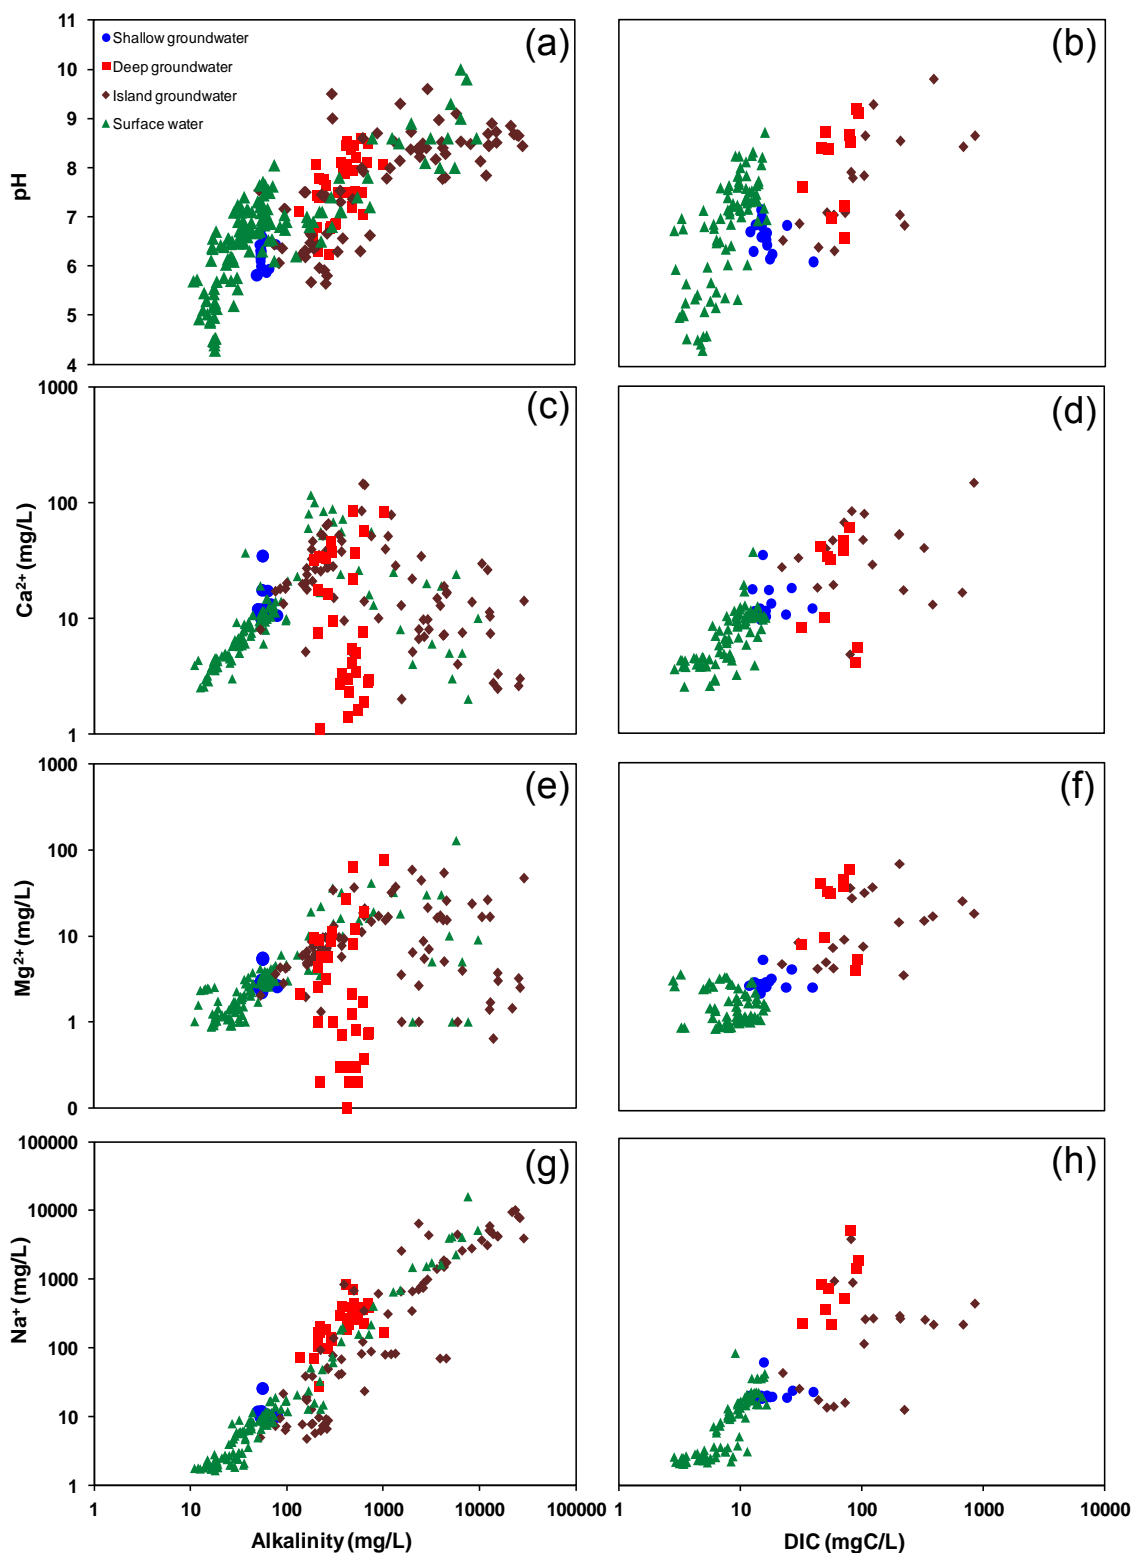 11
10
9
8
7
6
5
4
pH
Shallow groundwater
Deep groundwater
Island groundwater
Surface water
(a)
(b)
1000
100
10
1
Ca²⁺ (mg/L)
(c)
(d)
1000
100
10
1
0
Mg²⁺ (mg/L)
(e)
(f)
100000
10000
1000
100
10
1
Na⁺ (mg/L)
(g)
(h)
1 10 100 1000 10000 100000
Alkalinity (mg/L)
1 10 100 1000 10000
DIC (mgC/L)